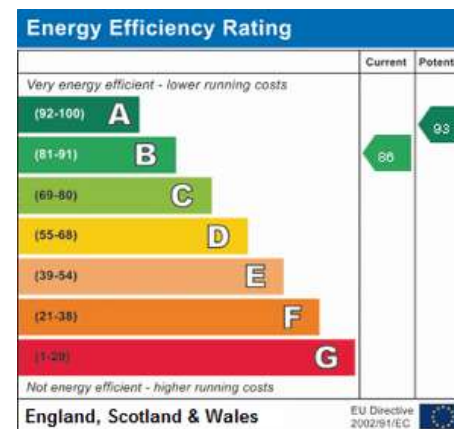 Energy Efficiency Rating
Current Potent
Very energy efficient - lower running costs
(92-100) A
93
(81-91) B
86
(69-80) C
(55-68) D
(39-54) E
(21-38) F
(1-20) G
Not energy efficient - higher running costs
England, Scotland & Wales
EU Directive
2002/91/EC